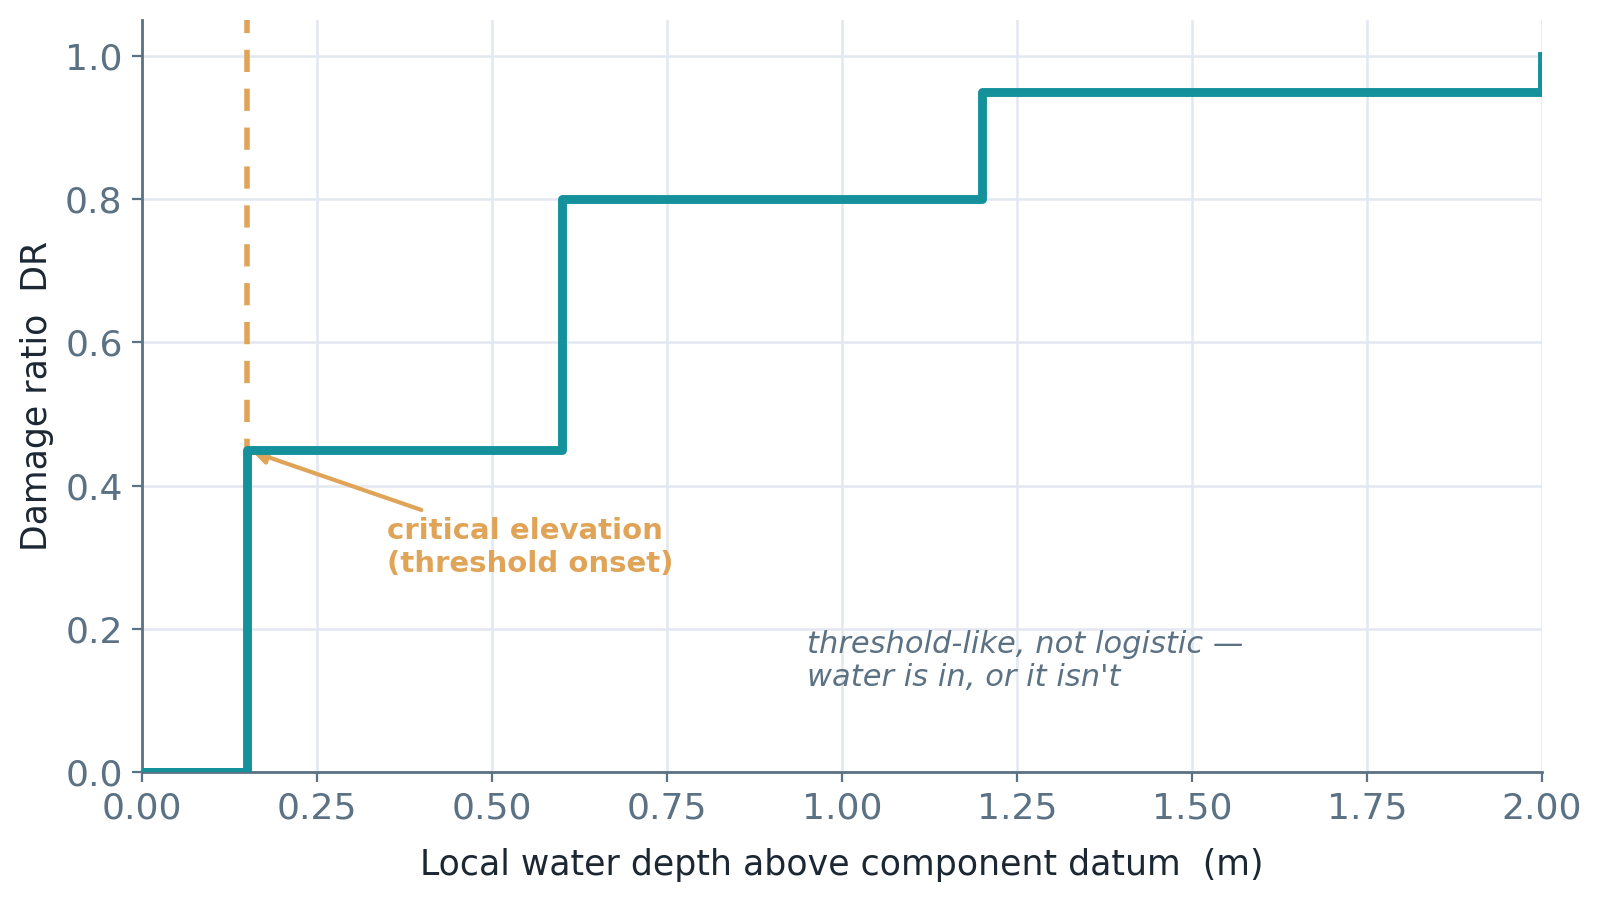 1.0
0.8
0.6
0.4
0.2
0.0
Damage ratio DR
critical elevation
(threshold onset)
threshold-like, not logistic —
water is in, or it isn't
0.00 0.25 0.50 0.75 1.00 1.25 1.50 1.75 2.00
Local water depth above component datum (m)